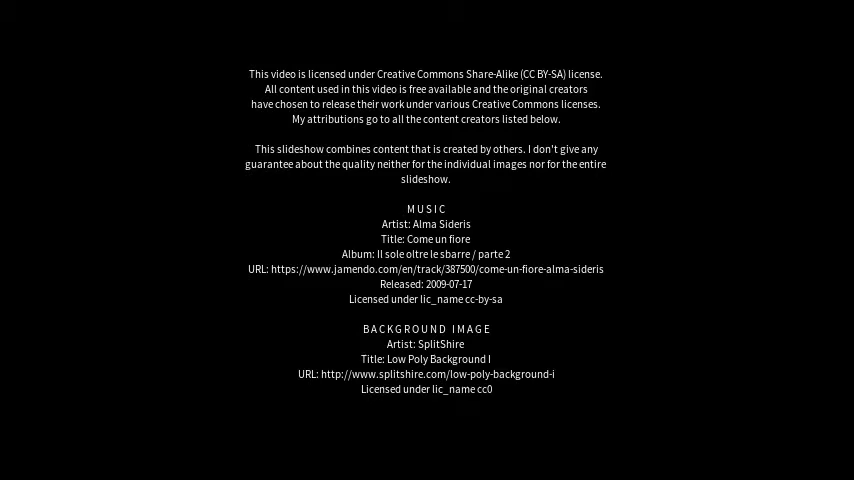 This video is licensed under Creative Commons Share-Alike (CC BY-SA) license.
All content used in this video is free available and the original creators
have chosen to release their work under various Creative Commons licenses.
My attributions go to all the content creators listed below.
This slideshow combines content that is created by others. I don't give any
guarantee about the quality neither for the individual images nor for the entire
slideshow.
MUSIC
Artist: Alma Sideris
Title: Come un fiore
Album: Il sole oltre le sbarre / parte 2
URL: https://www.jamendo.com/en/track/387500/come-un-fiore-alma-sideris
Released: 2009-07-17
Licensed under lic_name cc-by-sa
BACKGROUND IMAGE
Artist: SplitShire
Title: Low Poly Background I
URL: http://www.splitshire.com/low-poly-background-i
Licensed under lic_name cc0